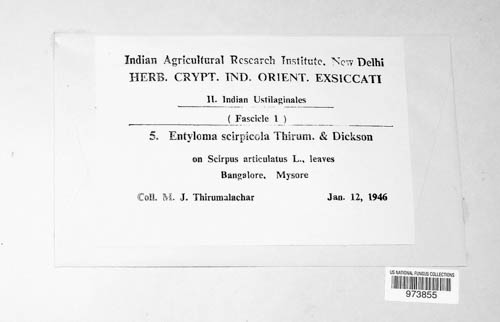 Indian Agricultural Research Institute. New Delhi
HERB. CRYPT. IND. ORIENT. EXSICCATI
II. Indian Ustilaginales
( Fascicle 1 )
5. Entyloma scirpicola Thirum. & Dickson
on Scirpus articulatus L., leaves
Bangalore, Mysore
Coll. M. J. Thirumalachar Jan. 12, 1946
US NATIONAL FUNGUS COLLECTIONS
973855